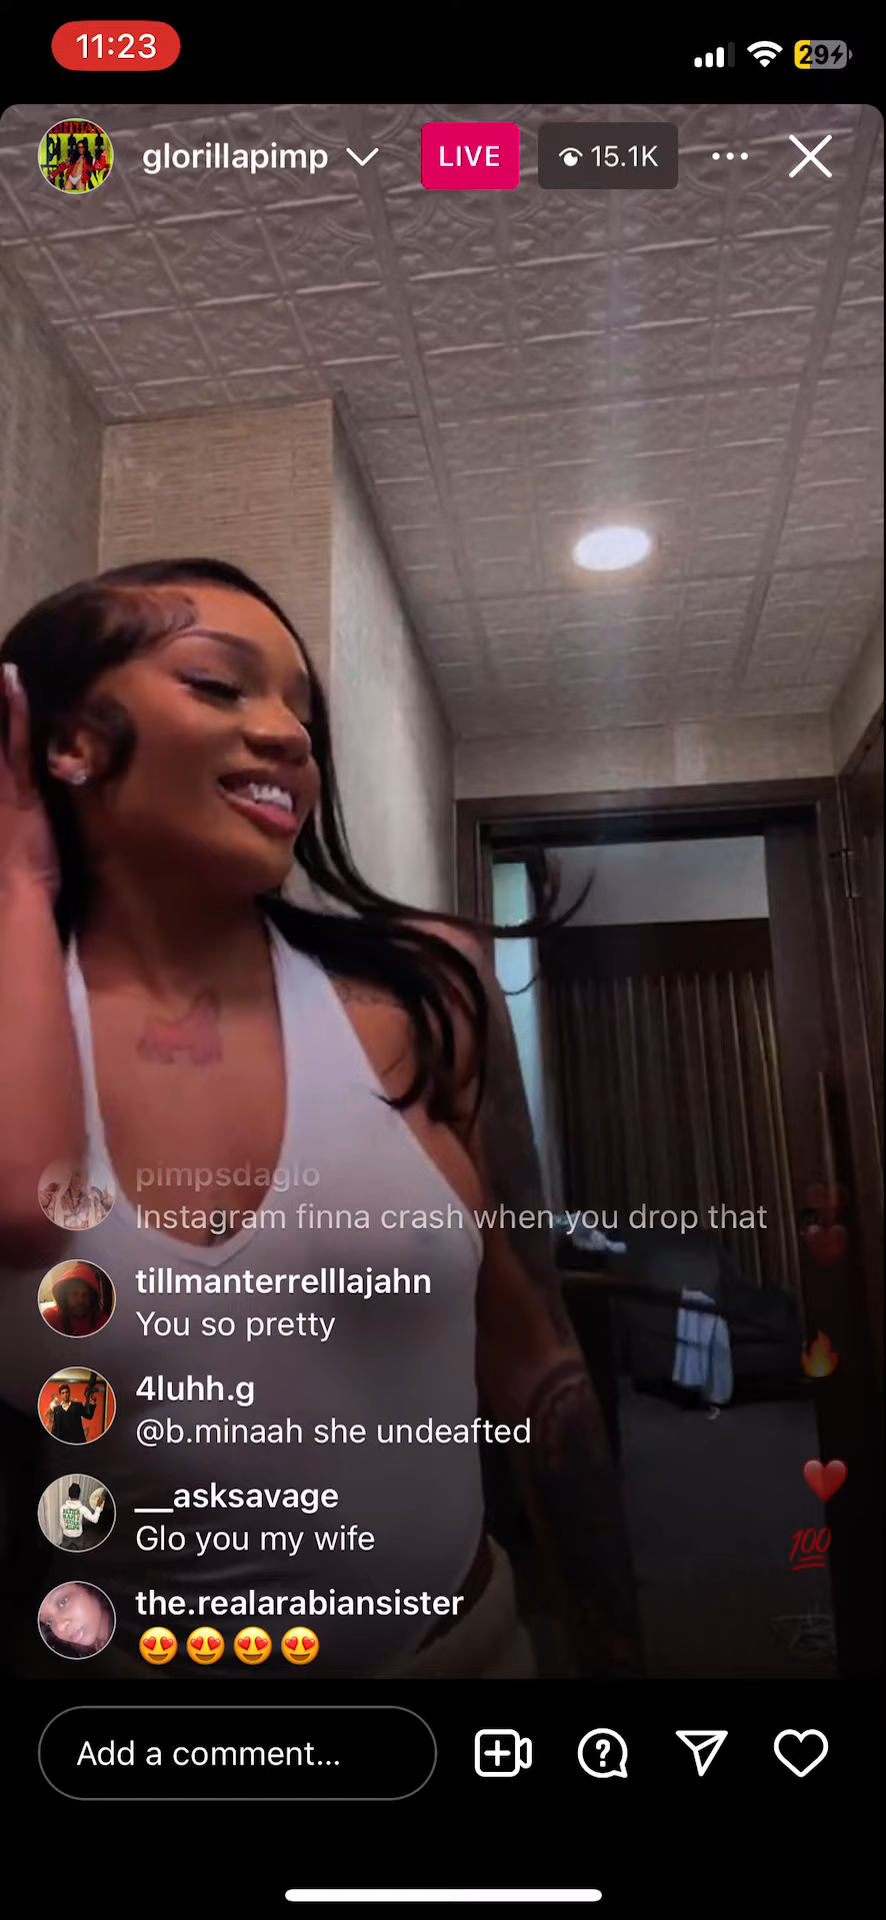 11:23
29
glorillapimp
LIVE
15.1K
pimpsdaglo
Instagram finna crash when you drop that
tillmanterrelllajahn
You so pretty
4luhh.g
@b.minaah she undeafted
__asksavage
Glo you my wife
the.realarabiansister
😍😍😍😍
💯
Add a comment...